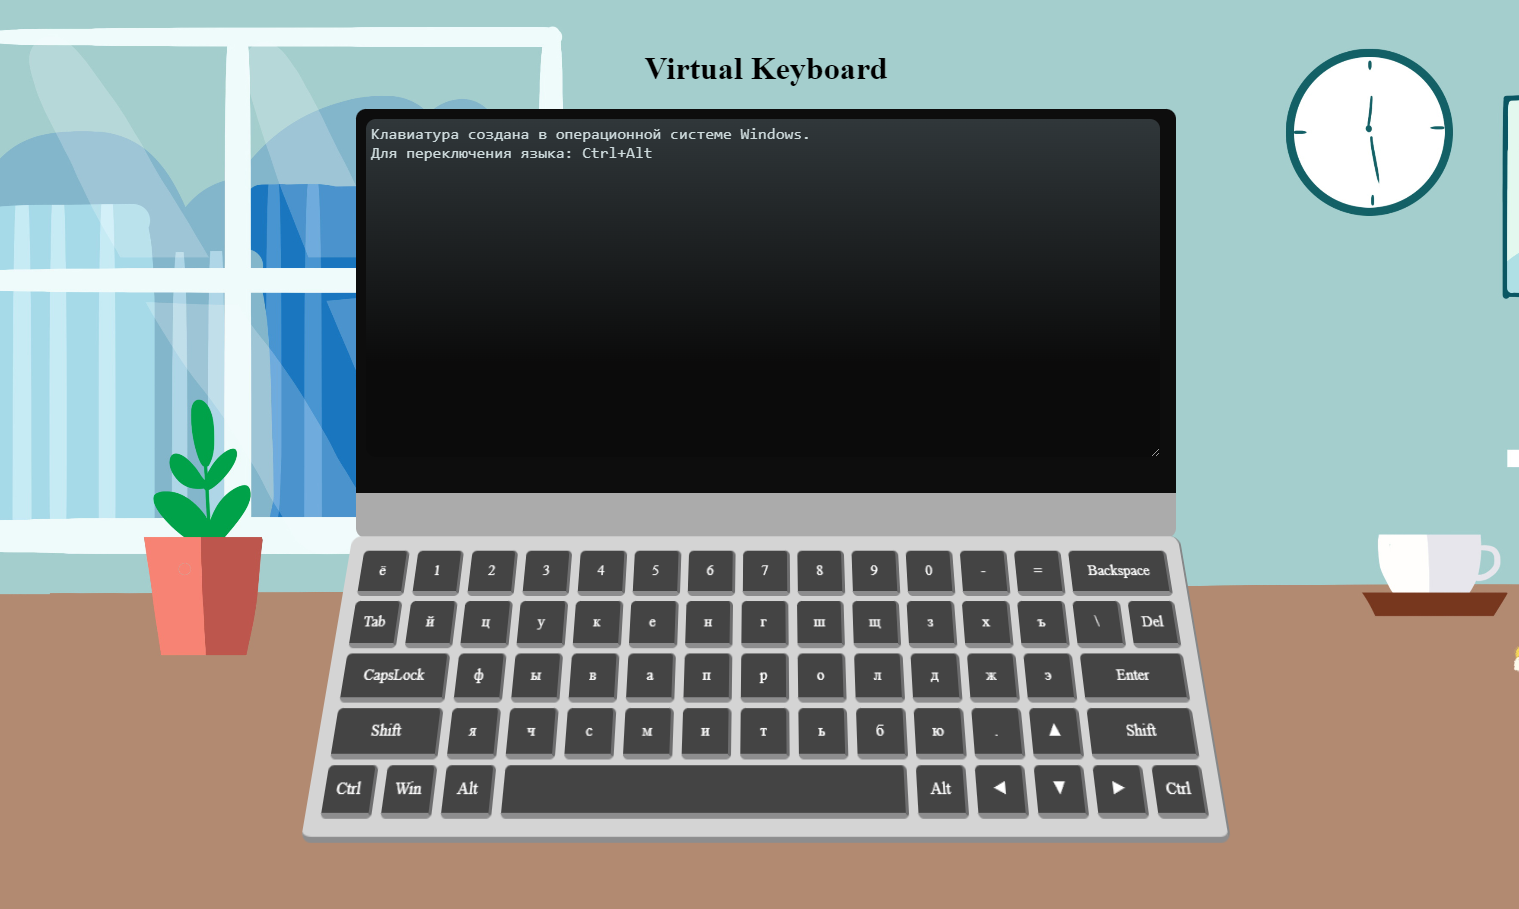 Virtual Keyboard
Клавиатура создана в операционной системе Windows.
Для переключения языка: Ctrl+Alt
ё 1 2 3 4 5 6 7 8 9 0 - = Backspace
Tab й ц у к е н г ш щ з х ъ \ Del
CapsLock ф ы в а п р о л д ж э Enter
Shift я ч с м и т ь б ю . ▲ Shift
Ctrl Win Alt Alt ◄ ▼ ► Ctrl